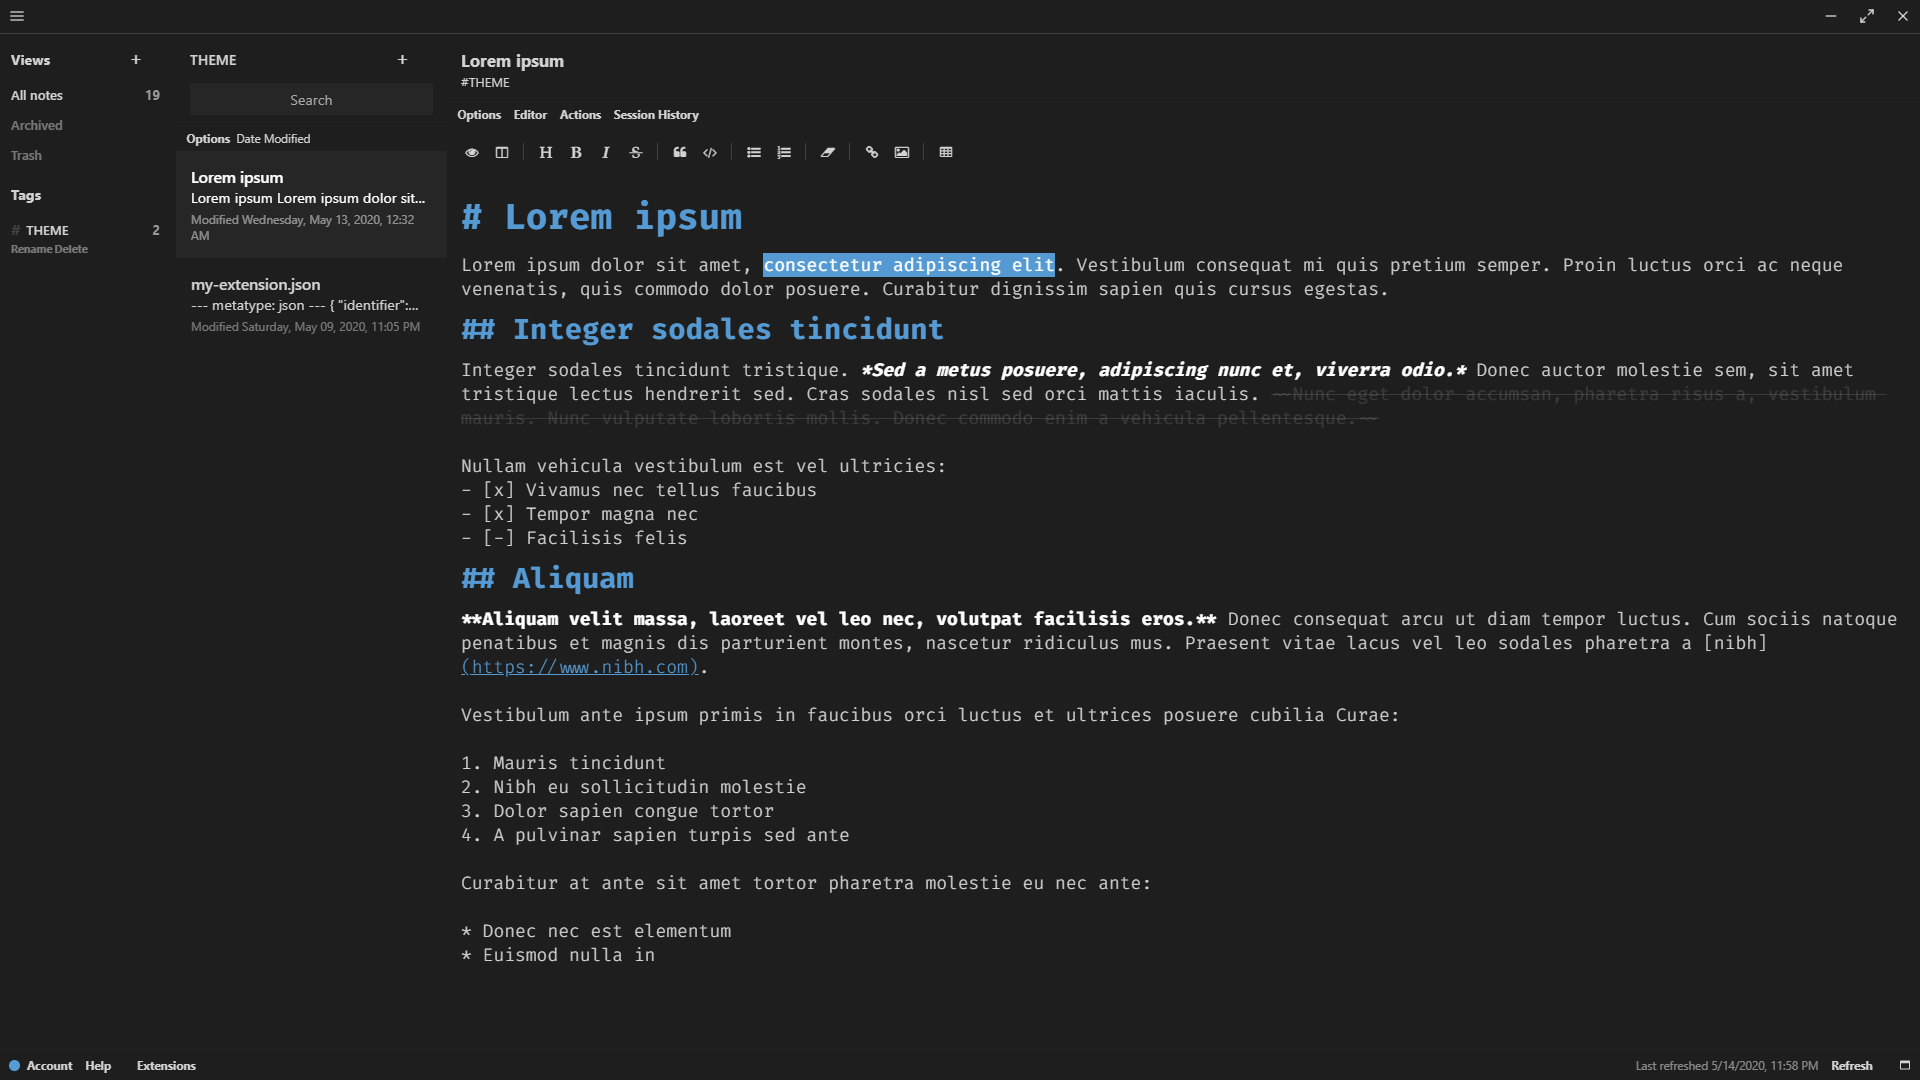 Views +
All notes 19
Archived
Trash
Tags
# THEME 2
Rename Delete
THEME +
Search
Options Date Modified
Lorem ipsum
Lorem ipsum Lorem ipsum dolor sit...
Modified Wednesday, May 13, 2020, 12:32
AM
my-extension.json
--- metatype: json --- { "identifier":...
Modified Saturday, May 09, 2020, 11:05 PM
Lorem ipsum
#THEME
Options Editor Actions Session History
H B I S
# Lorem ipsum
Lorem ipsum dolor sit amet, consectetur adipiscing elit. Vestibulum consequat mi quis pretium semper. Proin luctus orci ac neque
venenatis, quis commodo dolor posuere. Curabitur dignissim sapien quis cursus egestas.
## Integer sodales tincidunt
Integer sodales tincidunt tristique. *Sed a metus posuere, adipiscing nunc et, viverra odio.* Donec auctor molestie sem, sit amet
tristique lectus hendrerit sed. Cras sodales nisl sed orci mattis iaculis. ~~Nunc eget dolor accumsan, pharetra risus a, vestibulum
mauris. Nunc vulputate lobortis mollis. Donec commodo enim a vehicula pellentesque.~~
Nullam vehicula vestibulum est vel ultricies:
- [x] Vivamus nec tellus faucibus
- [x] Tempor magna nec
- [-] Facilisis felis
## Aliquam
**Aliquam velit massa, laoreet vel leo nec, volutpat facilisis eros.** Donec consequat arcu ut diam tempor luctus. Cum sociis natoque
penatibus et magnis dis parturient montes, nascetur ridiculus mus. Praesent vitae lacus vel leo sodales pharetra a [nibh]
(https://www.nibh.com).
Vestibulum ante ipsum primis in faucibus orci luctus et ultrices posuere cubilia Curae:
1. Mauris tincidunt
2. Nibh eu sollicitudin molestie
3. Dolor sapien congue tortor
4. A pulvinar sapien turpis sed ante
Curabitur at ante sit amet tortor pharetra molestie eu nec ante:
* Donec nec est elementum
* Euismod nulla in
Account Help Extensions
Last refreshed 5/14/2020, 11:58 PM Refresh